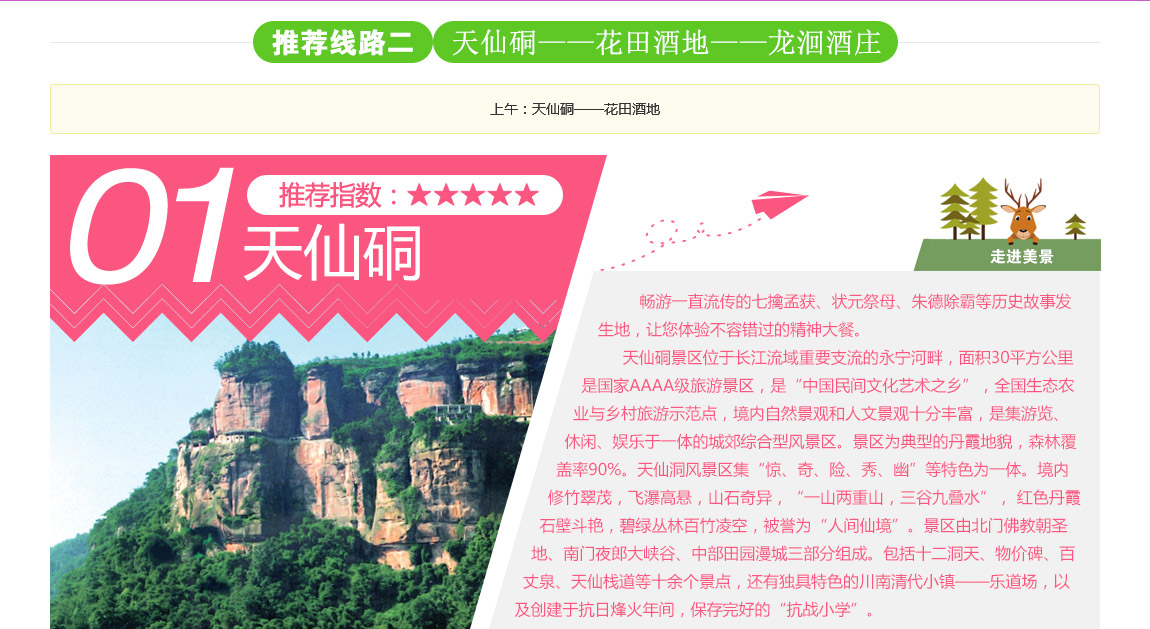 推荐线路二 天仙硐——花田酒地——龙洄酒庄
上午：天仙硐——花田酒地
01
推荐指数：★★★★★
天仙硐
走进美景
畅游一直流传的七擒孟获、状元祭母、朱德除霸等历史故事发
生地，让您体验不容错过的精神大餐。
天仙硐景区位于长江流域重要支流的永宁河畔，面积30平方公里
是国家AAAA级旅游景区，是“中国民间文化艺术之乡”，全国生态农
业与乡村旅游示范点，境内自然景观和人文景观十分丰富，是集游览、
休闲、娱乐于一体的城郊综合型风景区。景区为典型的丹霞地貌，森林覆
盖率90%。天仙洞风景区集“惊、奇、险、秀、幽”等特色为一体。境内
修竹翠茂，飞瀑高悬，山石奇异，“一山两重山，三谷九叠水”，红色丹霞
石壁斗艳，碧绿丛林百竹凌空，被誉为“人间仙境”。景区由北门佛教朝圣
地、南门夜郎大峡谷、中部田园漫城三部分组成。包括十二洞天、物价碑、百
丈泉、天仙栈道等十余个景点，还有独具特色的川南清代小镇——乐道场，以
及创建于抗日烽火年间，保存完好的“抗战小学”。